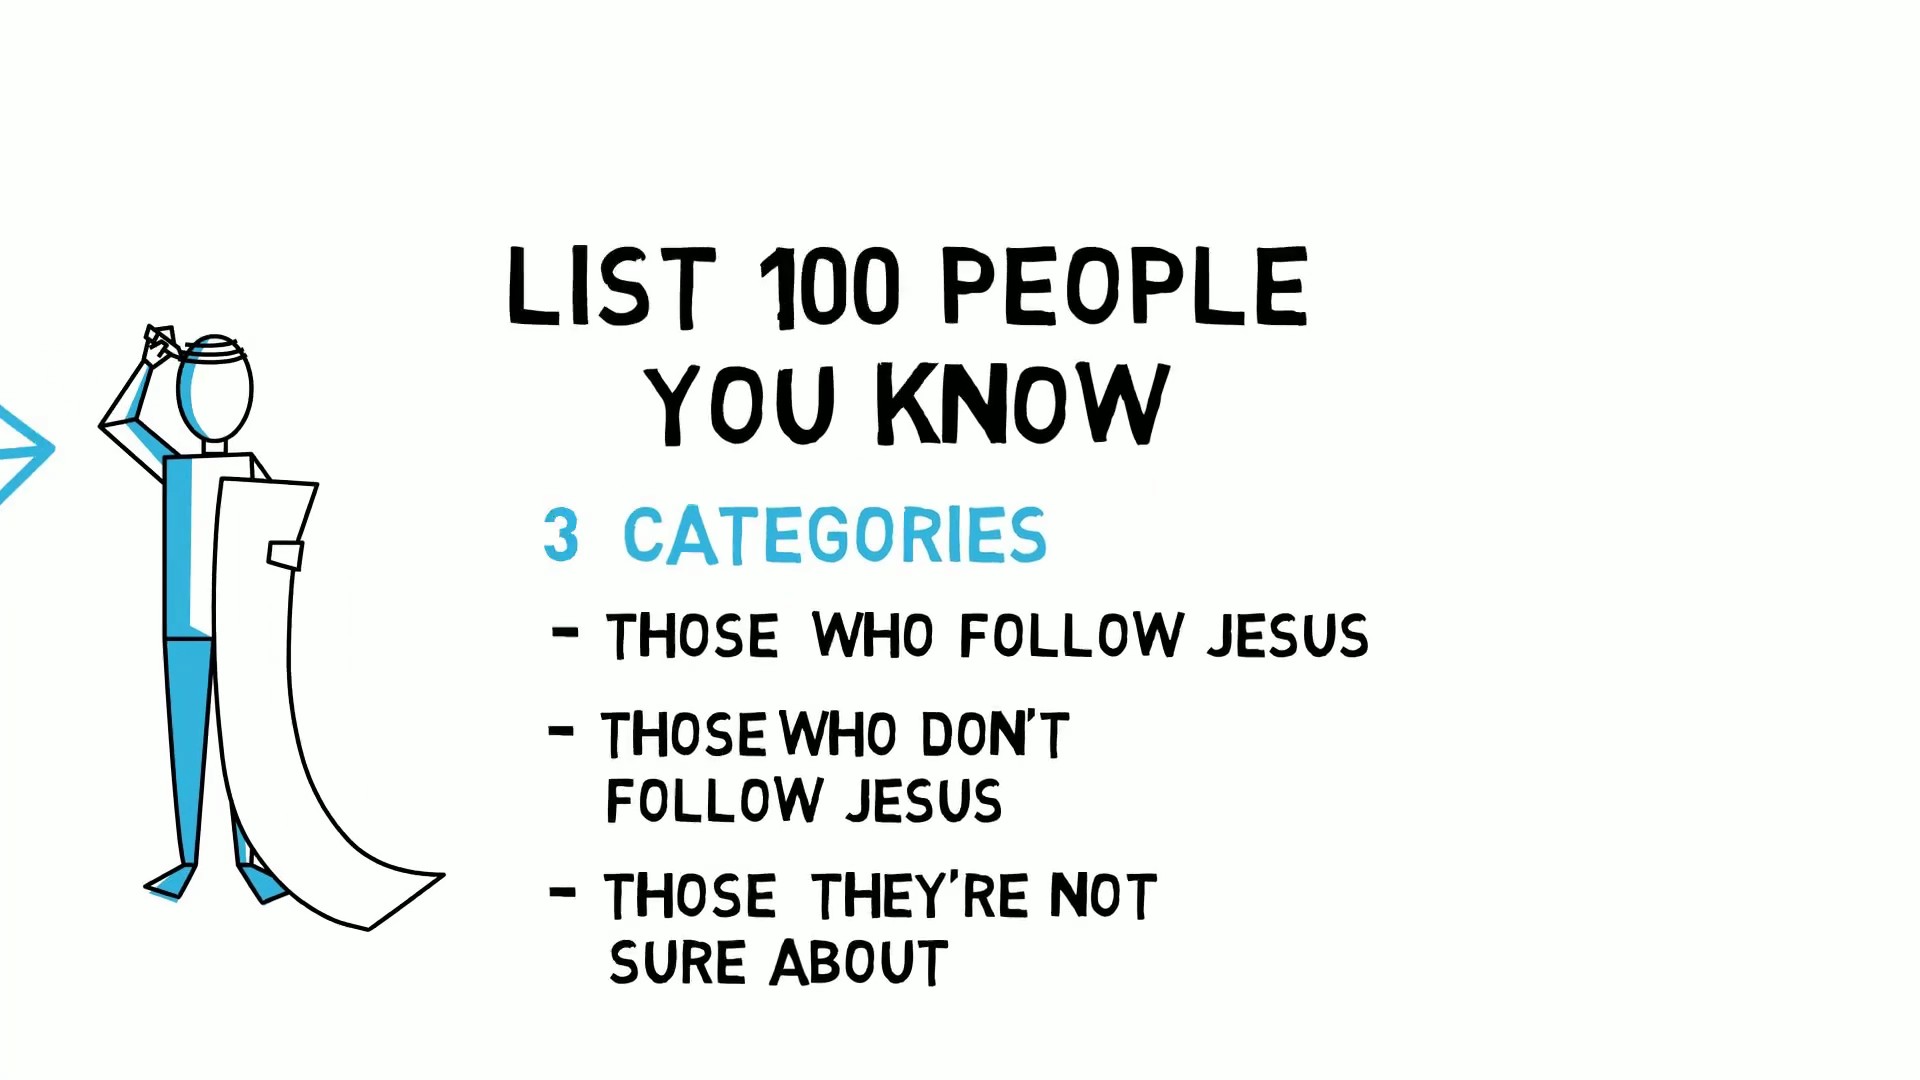 LIST 100 PEOPLE
YOU KNOW
3 CATEGORIES
- THOSE WHO FOLLOW JESUS
- THOSE WHO DON'T
FOLLOW JESUS
- THOSE THEY'RE NOT
SURE ABOUT